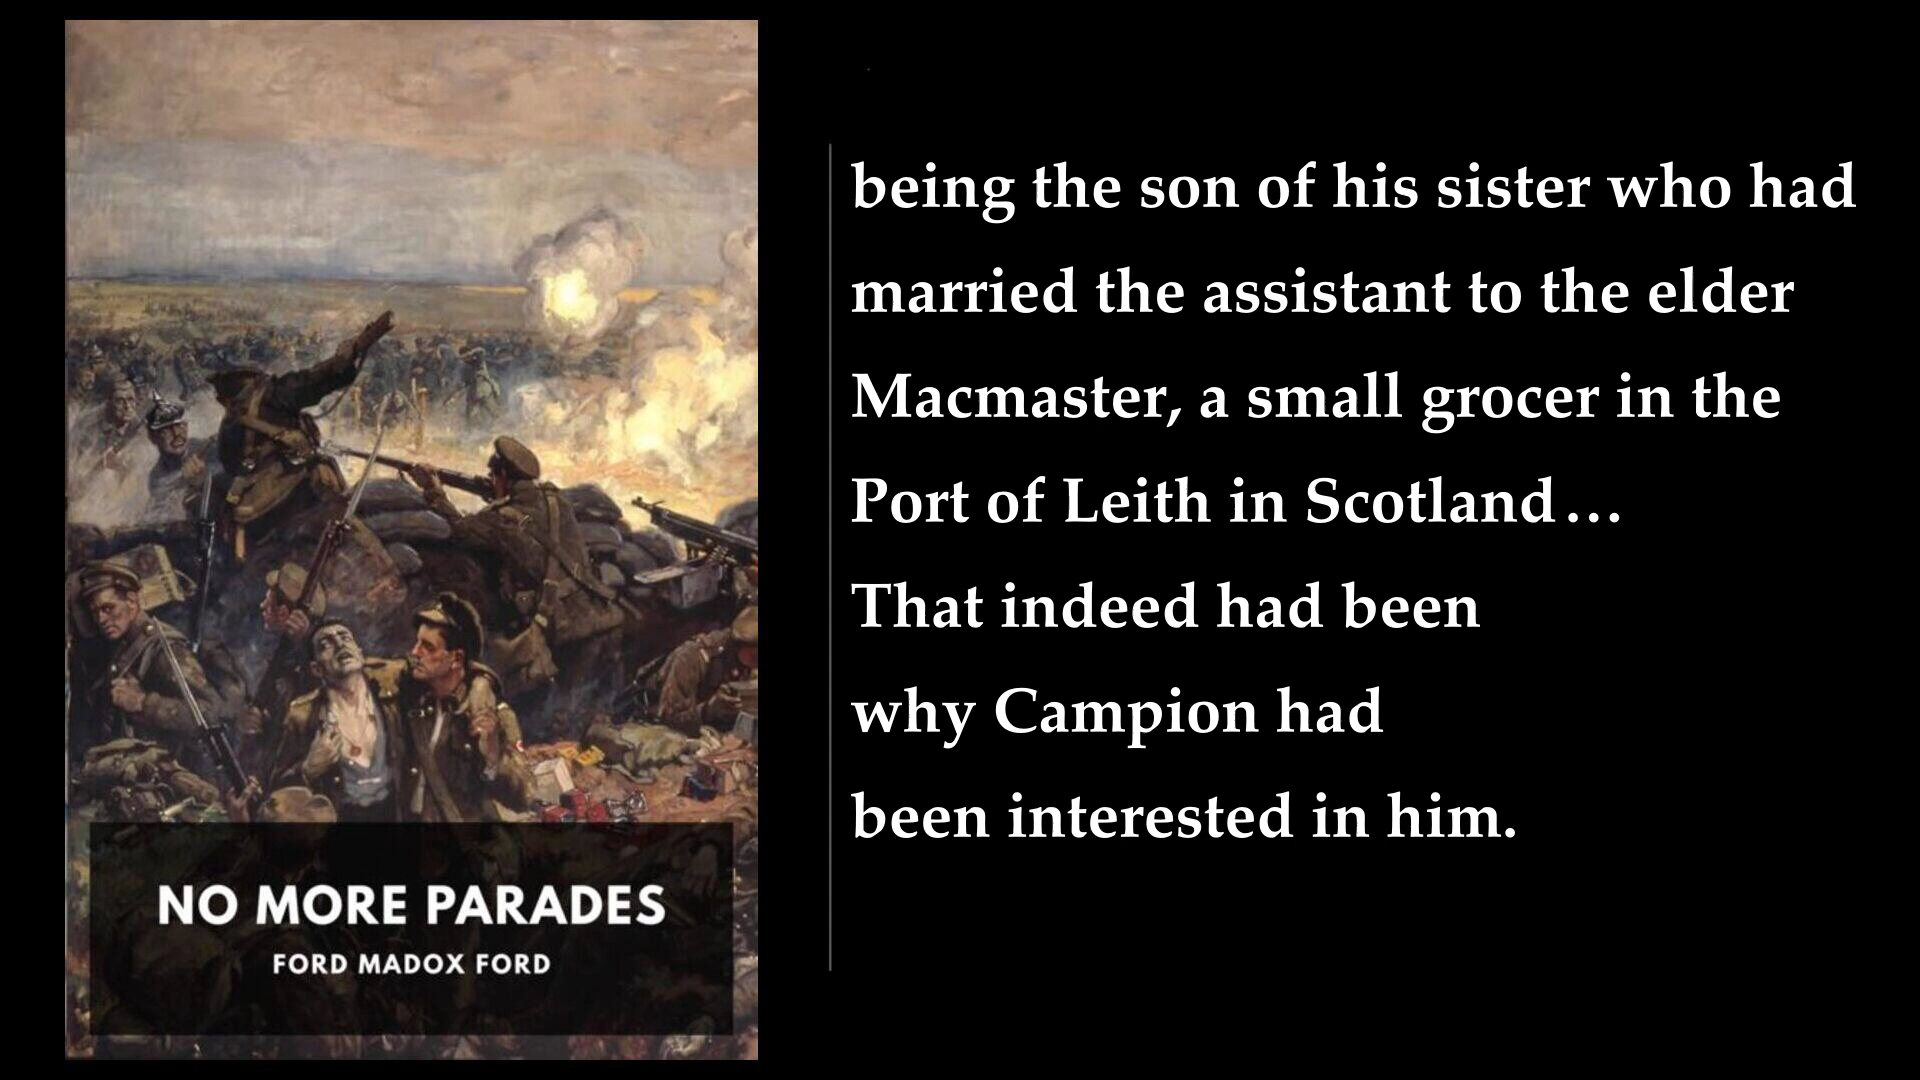 being the son of his sister who had
married the assistant to the elder
Macmaster, a small grocer in the
Port of Leith in Scotland…
That indeed had been
why Campion had
been interested in him.
NO MORE PARADES
FORD MADOX FORD